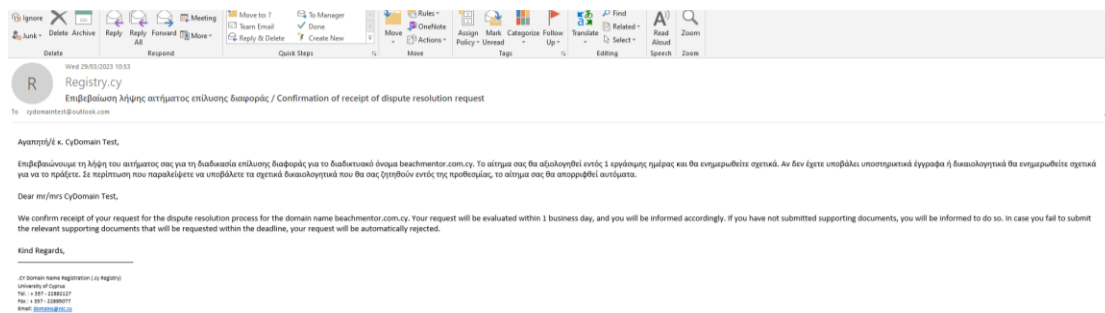 Ignore
Junk
Delete
Archive
Reply
Reply All
Forward
Meeting
More
Move to: ?
Team Email
Reply & Delete
To Manager
Done
Create New
Move
Rules
OneNote
Actions
Assign Policy
Mark Unread
Categorize
Follow Up
Translate
Find
Related
Select
Read Aloud
Zoom
Delete
Respond
Quick Steps
Move
Tags
Editing
Speech
Zoom
Wed 29/03/2023 10:53
R
Registry.cy
Επιβεβαίωση λήψης αιτήματος επίλυσης διαφοράς / Confirmation of receipt of dispute resolution request
To cydomaintest@outlook.com
Αγαπητή/έ κ. CyDomain Test,
Επιβεβαιώνουμε τη λήψη του αιτήματος σας για τη διαδικασία επίλυσης διαφοράς για το διαδικτυακό όνομα beachmentor.com.cy. Το αίτημα σας θα αξιολογηθεί εντός 1 εργάσιμης ημέρας και θα ενημερωθείτε σχετικά. Αν δεν έχετε υποβάλει υποστηρικτικά έγγραφα ή δικαιολογητικά θα ενημερωθείτε σχετικά
για να το πράξετε. Σε περίπτωση που παραλείψετε να υποβάλετε τα σχετικά δικαιολογητικά που θα σας ζητηθούν εντός της προθεσμίας, το αίτημα σας θα απορριφθεί αυτόματα.
Dear mr/mrs CyDomain Test,
We confirm receipt of your request for the dispute resolution process for the domain name beachmentor.com.cy. Your request will be evaluated within 1 business day, and you will be informed accordingly. If you have not submitted supporting documents, you will be informed to do so. In case you fail to submit
the relevant supporting documents that will be requested within the deadline, your request will be automatically rejected.
Kind Regards,
.CY Domain Name Registration (.cy Registry)
University of Cyprus
Tel. : + 357 - 22892127
Fax : + 357 - 22895077
Email: domains@nic.cy